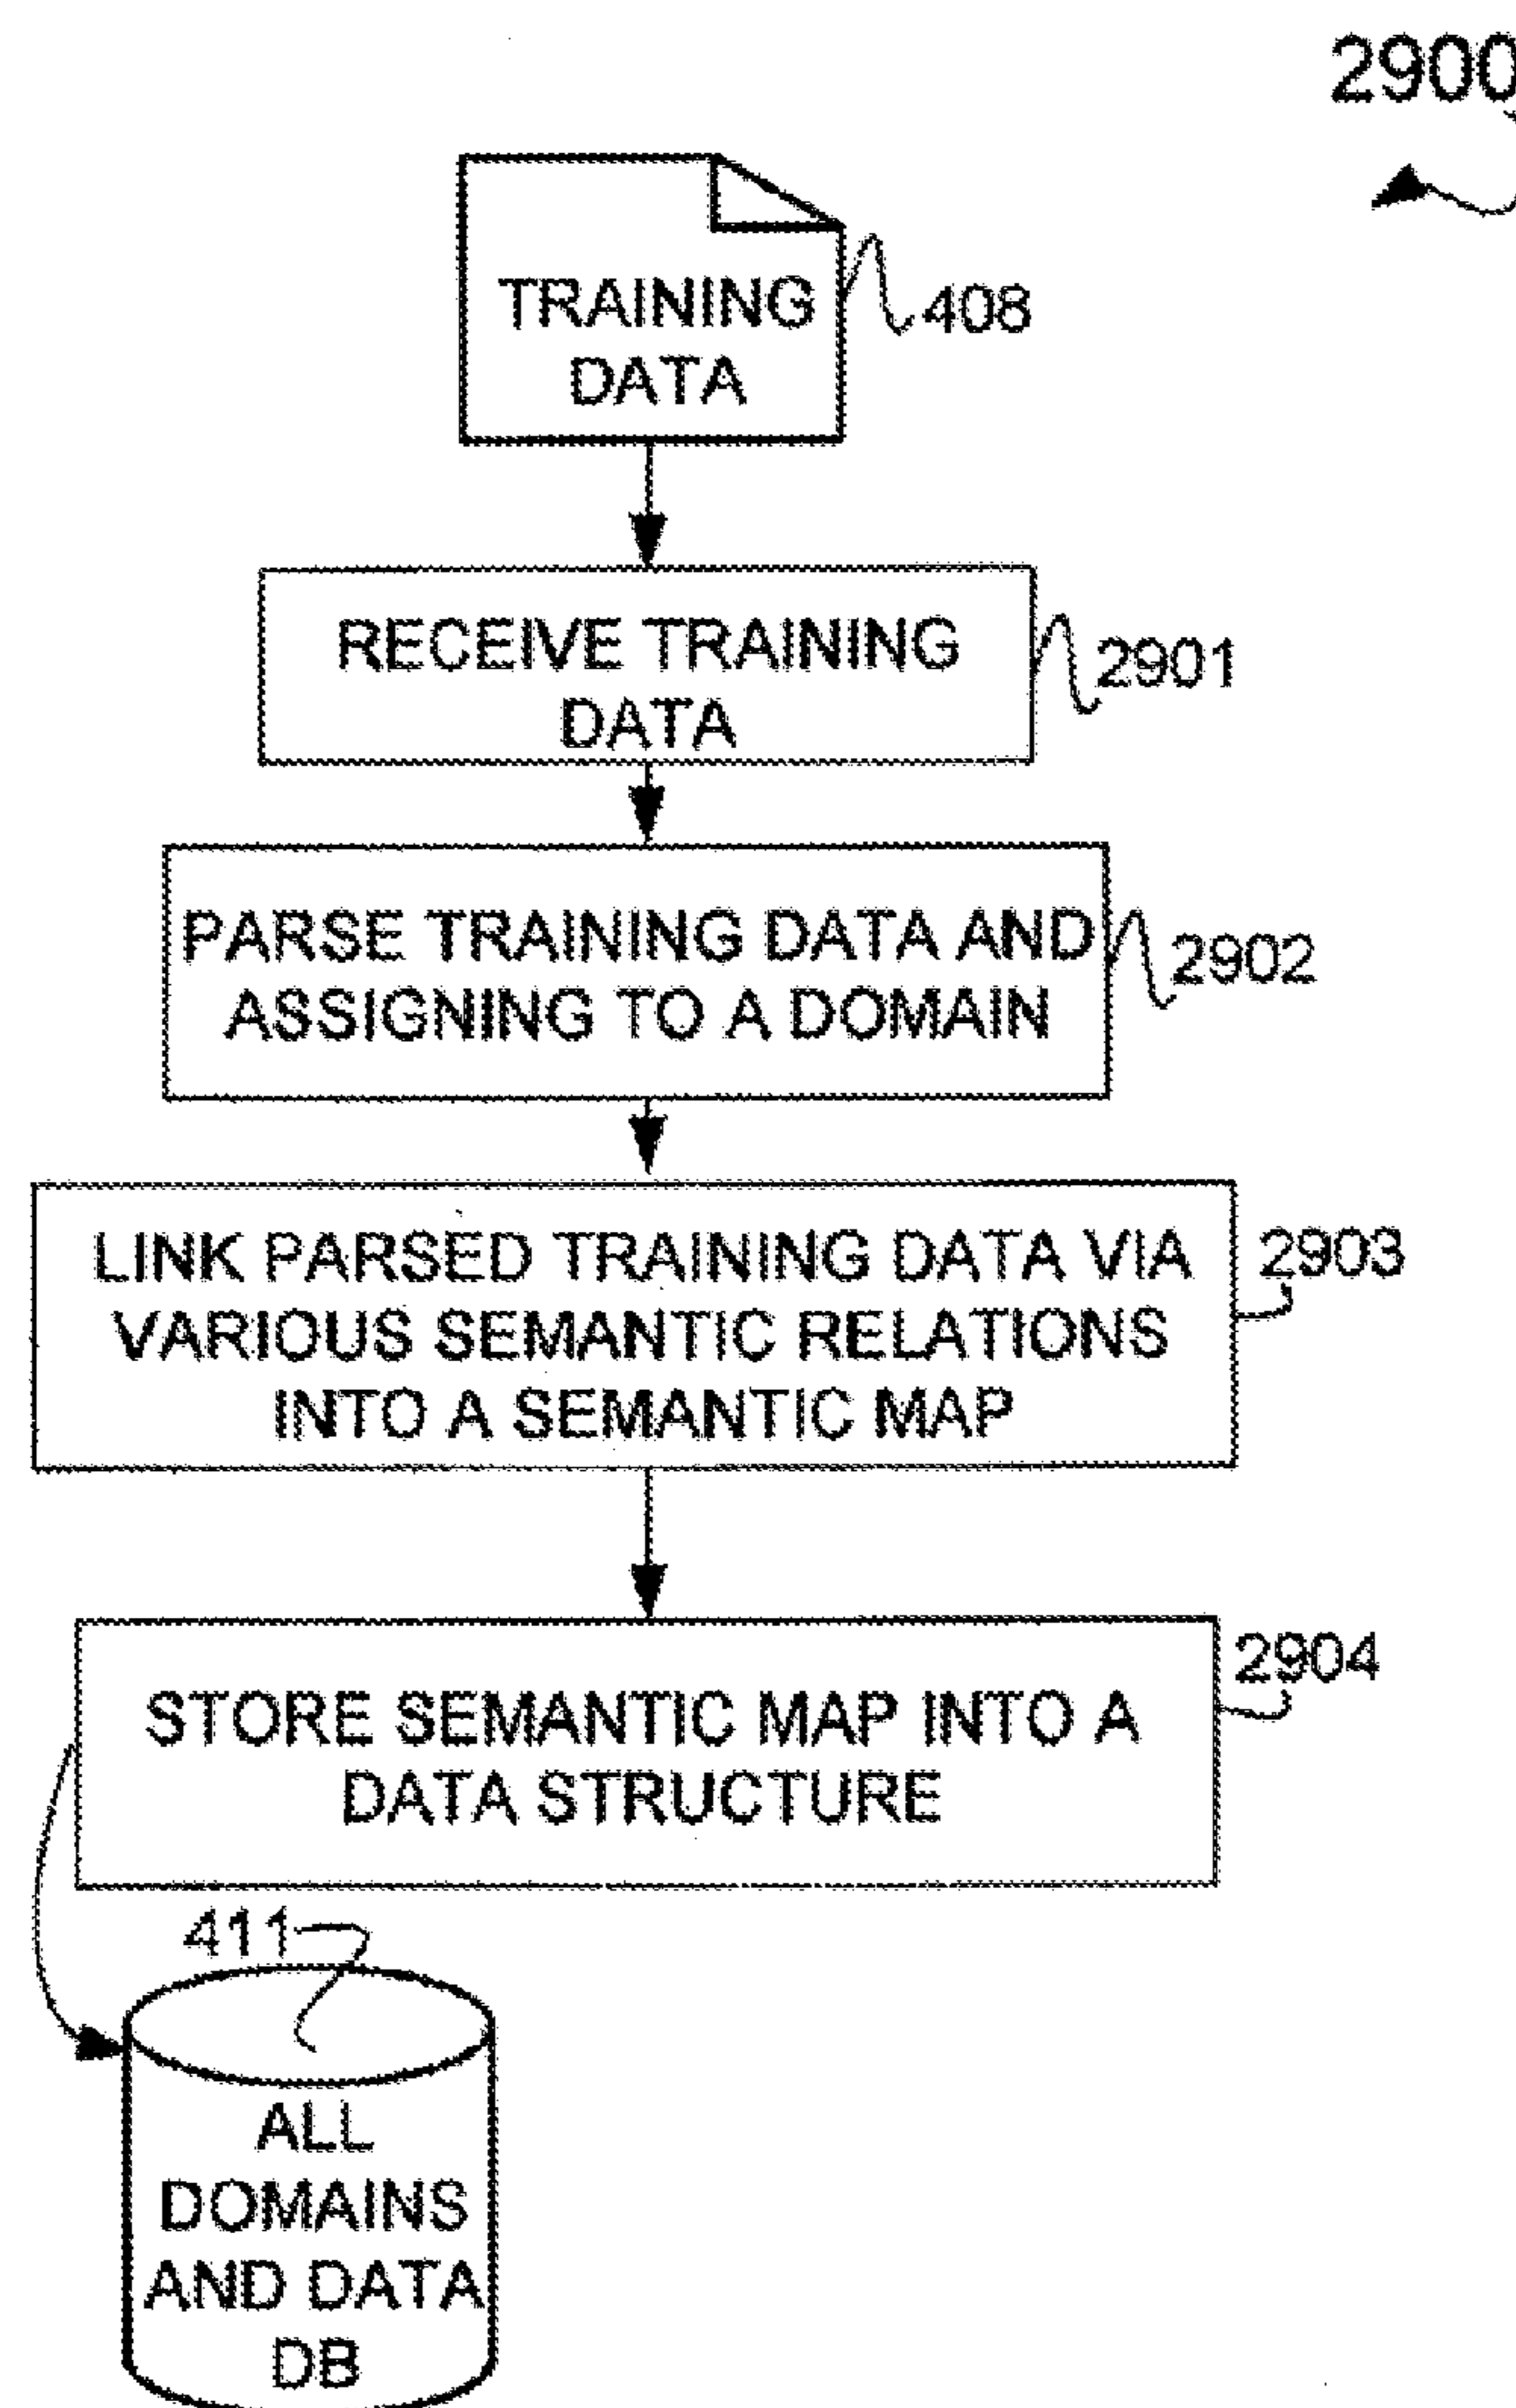 2900
TRAINING
DATA
408
RECEIVE TRAINING
DATA
2901
PARSE TRAINING DATA AND
ASSIGNING TO A DOMAIN
2902
LINK PARSED TRAINING DATA VIA
VARIOUS SEMANTIC RELATIONS
INTO A SEMANTIC MAP
2903
STORE SEMANTIC MAP INTO A
DATA STRUCTURE
2904
411
ALL
DOMAINS
AND DATA
DB